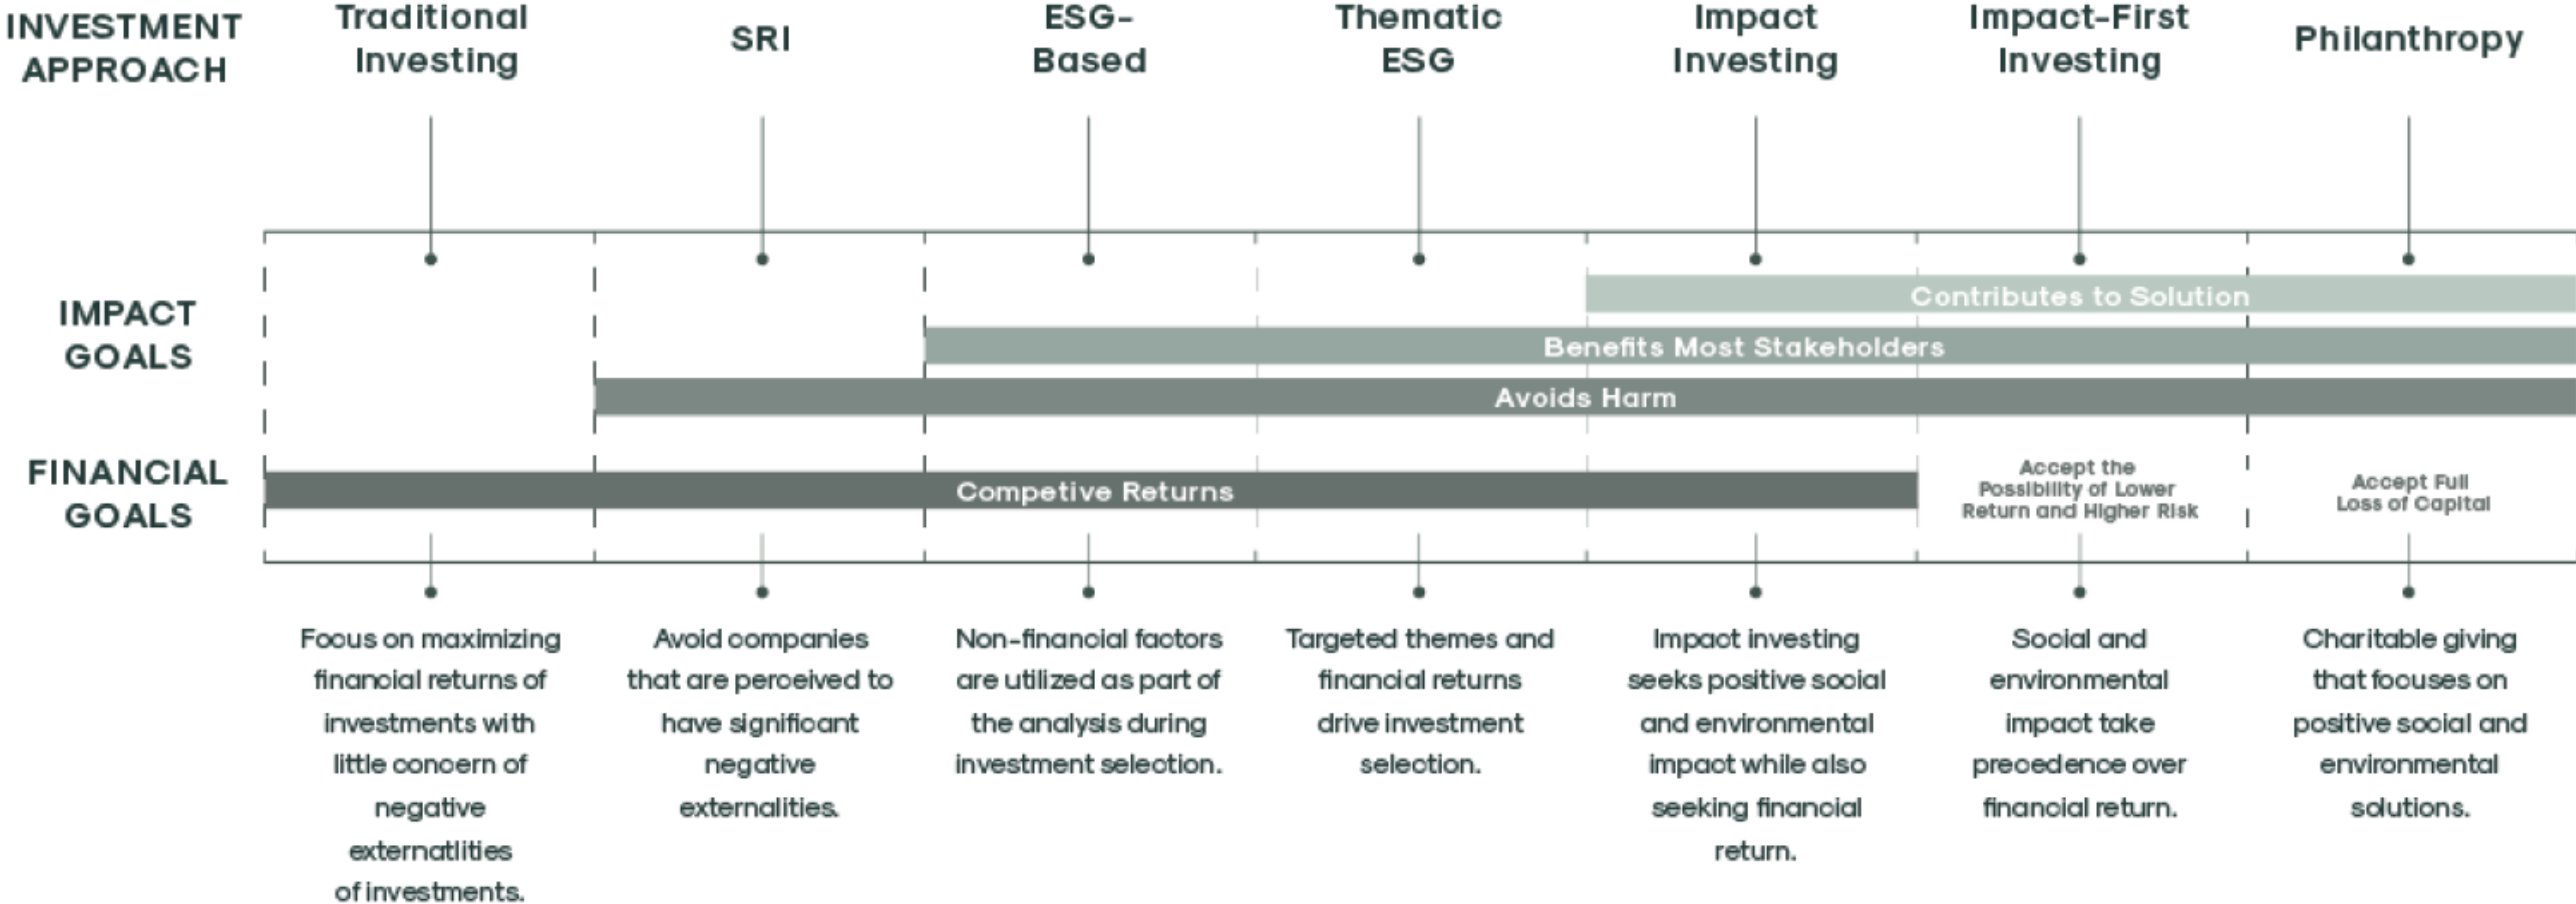 INVESTMENT
APPROACH
Traditional
Investing
SRI
ESG-
Based
Thematic
ESG
Impact
Investing
Impact-First
Investing
Philanthropy
IMPACT
GOALS
Contributes to Solution
Benefits Most Stakeholders
Avoids Harm
FINANCIAL
GOALS
Competive Returns
Accept the
Possibility of Lower
Return and Higher Risk
Accept Full
Loss of Capital
Focus on maximizing
financial returns of
investments with
little concern of
negative
externatlities
of investments.
Avoid companies
that are perceived to
have significant
negative
externalities.
Non-financial factors
are utilized as part of
the analysis during
investment selection.
Targeted themes and
financial returns
drive investment
selection.
Impact investing
seeks positive social
and environmental
impact while also
seeking financial
return.
Social and
environmental
impact take
precedence over
financial return.
Charitable giving
that focuses on
positive social and
environmental
solutions.